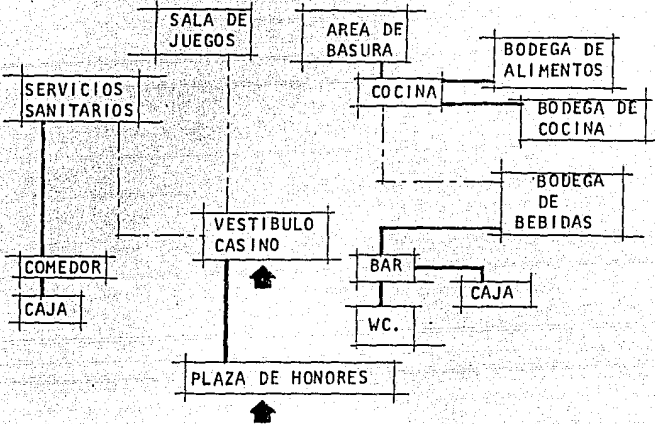 SALA DE
JUEGOS
AREA DE
BASURA
BODEGA DE
ALIMENTOS
SERVICIOS
SANITARIOS
COCINA
BODEGA DE
COCINA
BODEGA
DE
BEBIDAS
VESTIBULO
CASINO
COMEDOR
BAR
CAJA
CAJA
WC.
PLAZA DE HONORES